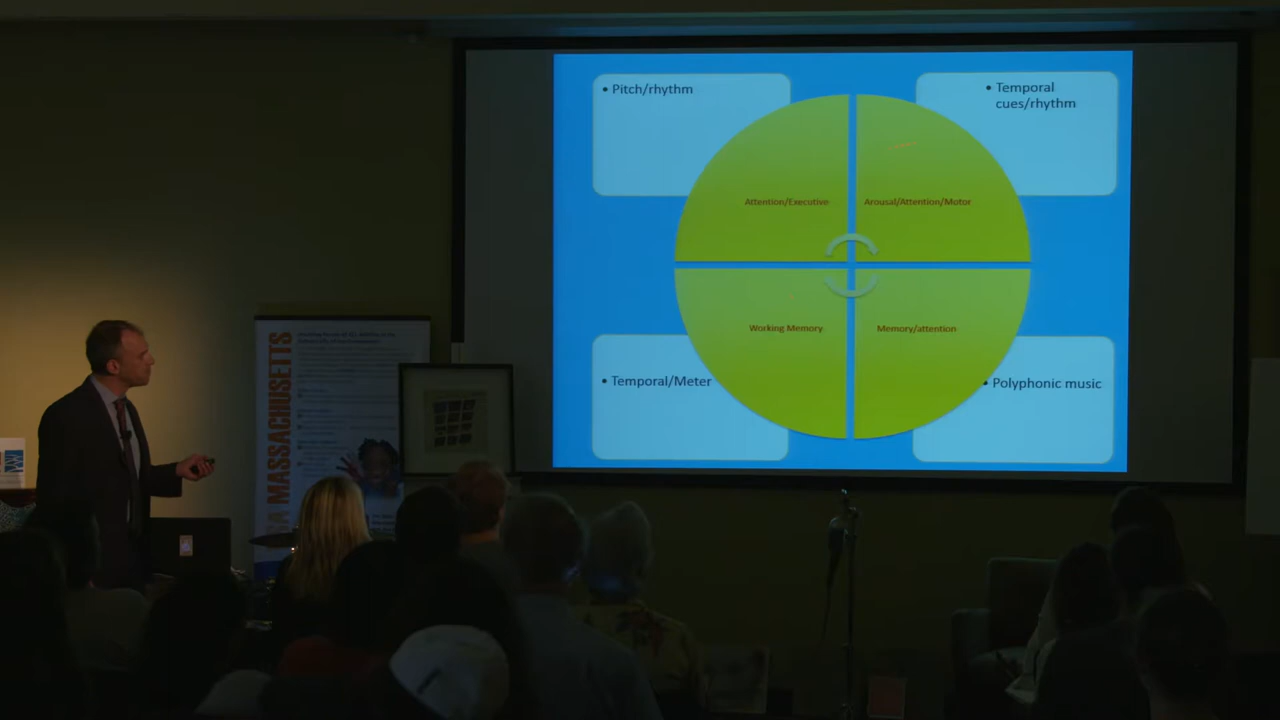 • Pitch/rhythm
• Temporal
cues/rhythm
Attention/Executive
Arousal/Attention/Motor
Working Memory
Memory/attention
• Temporal/Meter
• Polyphonic music
MASSACHUSETTS